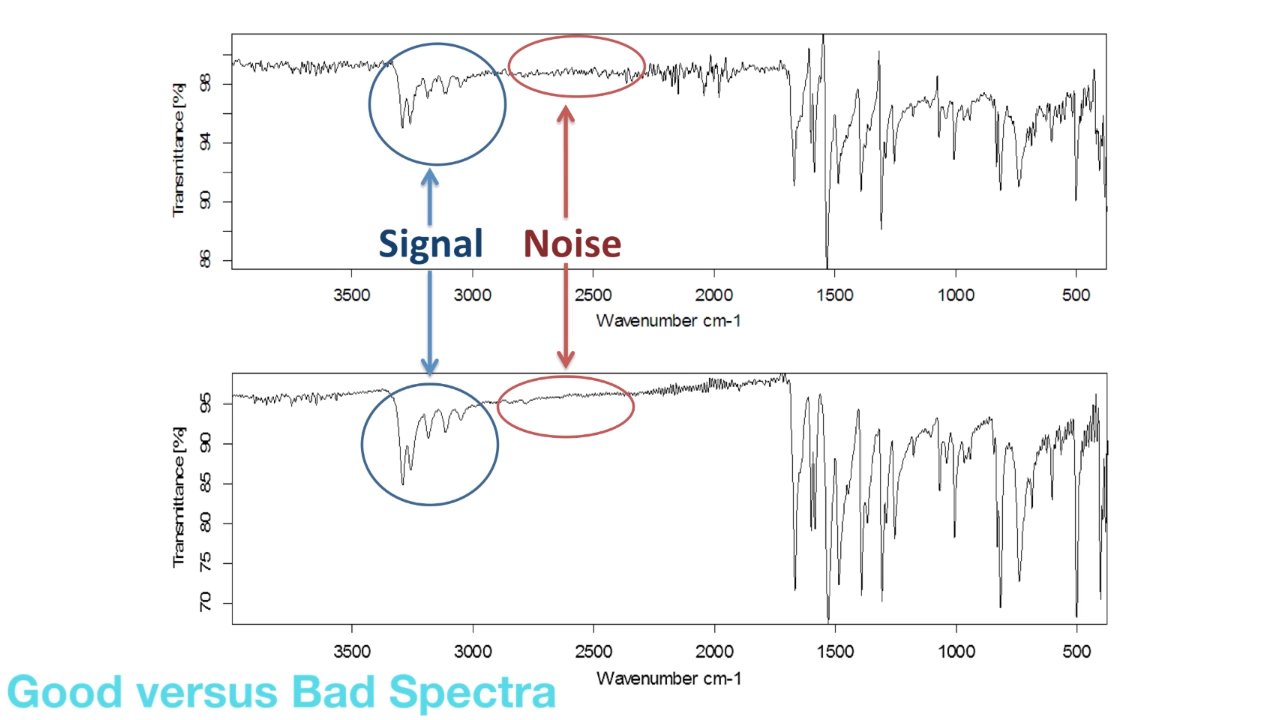 Transmittance [%]
98
94
90
86
3500 3000 2500 2000 1500 1000 500
Wavenumber cm-1
Signal Noise
Transmittance [%]
95
90
85
80
75
70
3500 3000 2500 2000 1500 1000 500
Wavenumber cm-1
Good versus Bad Spectra